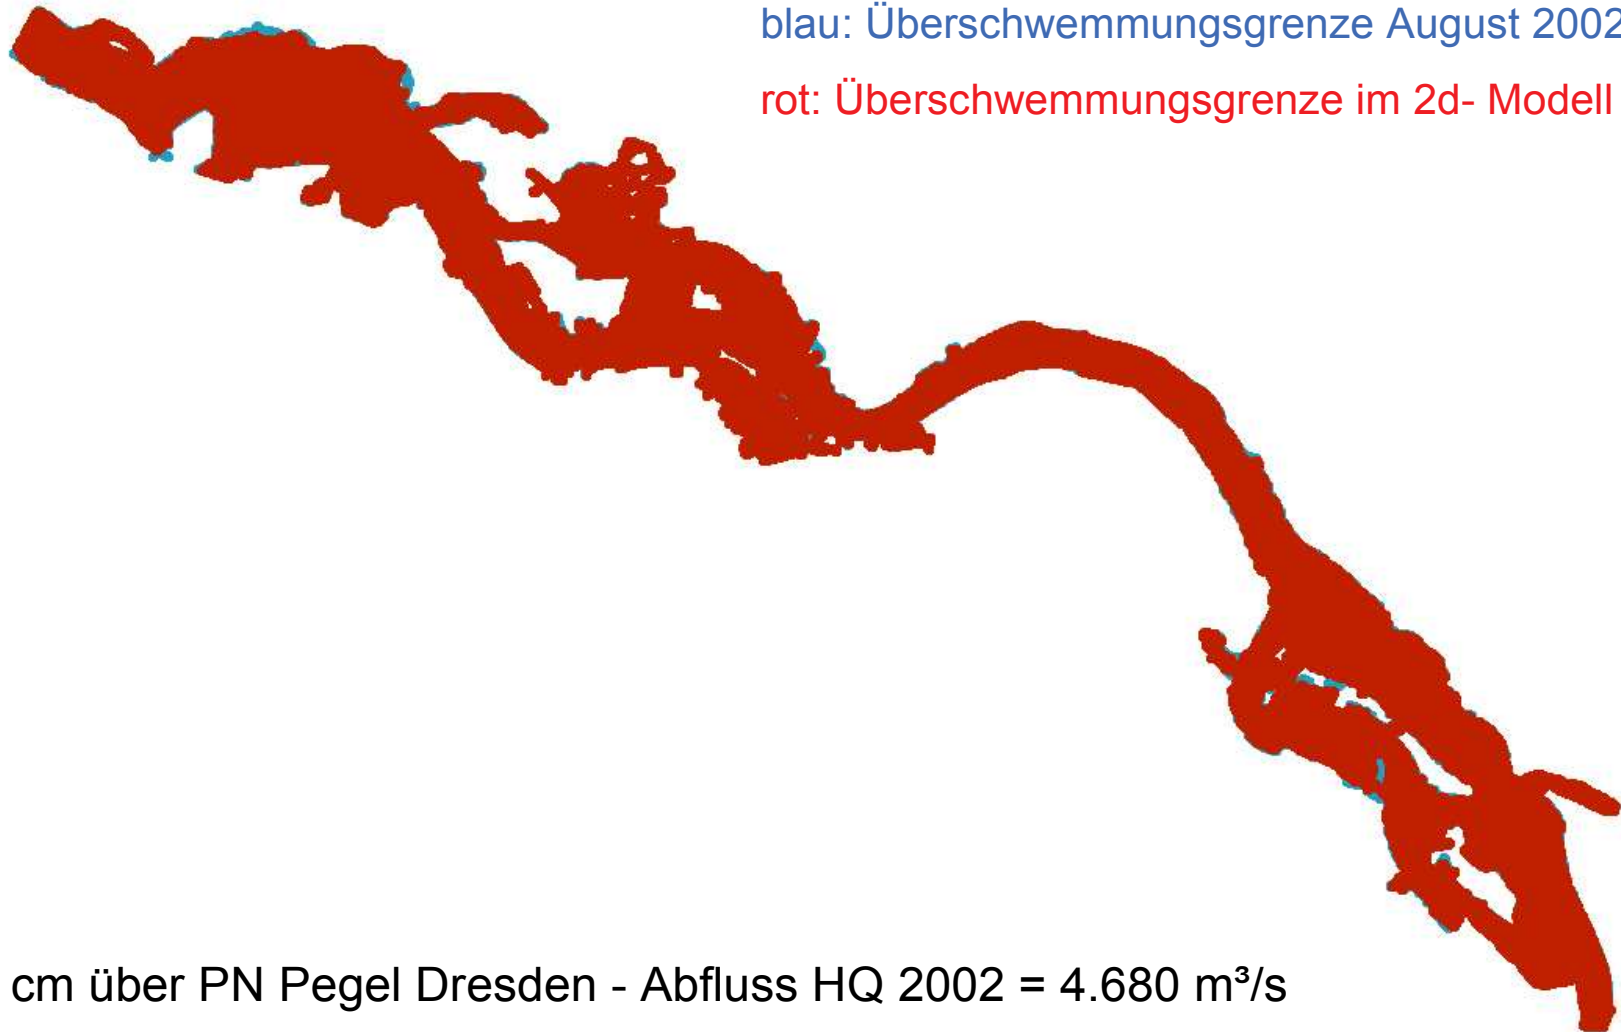 blau: Überschwemmungsgrenze August 2002
rot: Überschwemmungsgrenze im 2d- Modell
cm über PN Pegel Dresden - Abfluss HQ 2002 = 4.680 m³/s